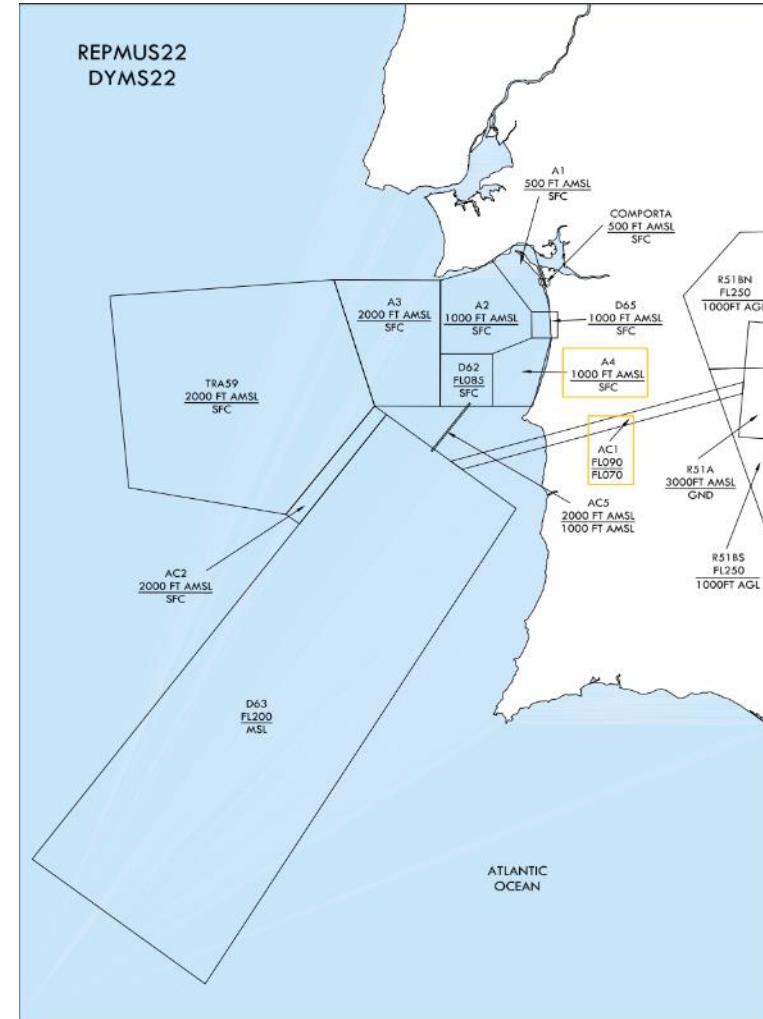 REPMUS22
DYMS22
A1
500 FT AMSL
SFC
COMPORTA
500 FT AMSL
SFC
R51BN
FL250
1000FT AGL
A3
2000 FT AMSL
SFC
A2
1000 FT AMSL
SFC
D65
1000 FT AMSL
SFC
D62
FL085
SFC
A4
1000 FT AMSL
SFC
TRA59
2000 FT AMSL
SFC
AC1
FL090
FL070
R51A
3000FT AMSL
GND
AC5
2000 FT AMSL
1000 FT AMSL
R51BS
FL250
1000FT AGL
AC2
2000 FT AMSL
SFC
D63
FL200
MSL
ATLANTIC
OCEAN